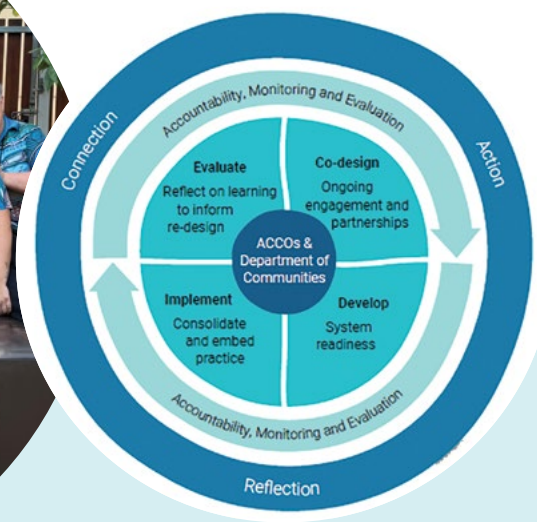 Connection
Action
Reflection
Accountability, Monitoring and Evaluation
Evaluate
Reflect on learning
to inform
re-design
Co-design
Ongoing
engagement and
partnerships
ACCOs &
Department of
Communities
Implement
Consolidate
and embed
practice
Develop
System
readiness
Accountability, Monitoring and Evaluation